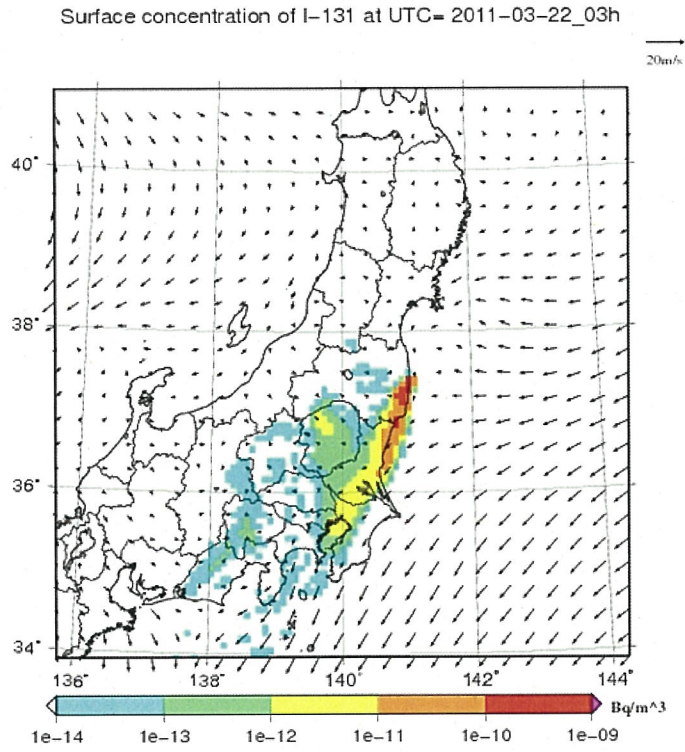 Surface concentration of I-131 at UTC= 2011-03-22_03h
20m/s
40°
38°
36°
34°
136° 138° 140° 142° 144°
Bq/m^3
1e-14 1e-13 1e-12 1e-11 1e-10 1e-09